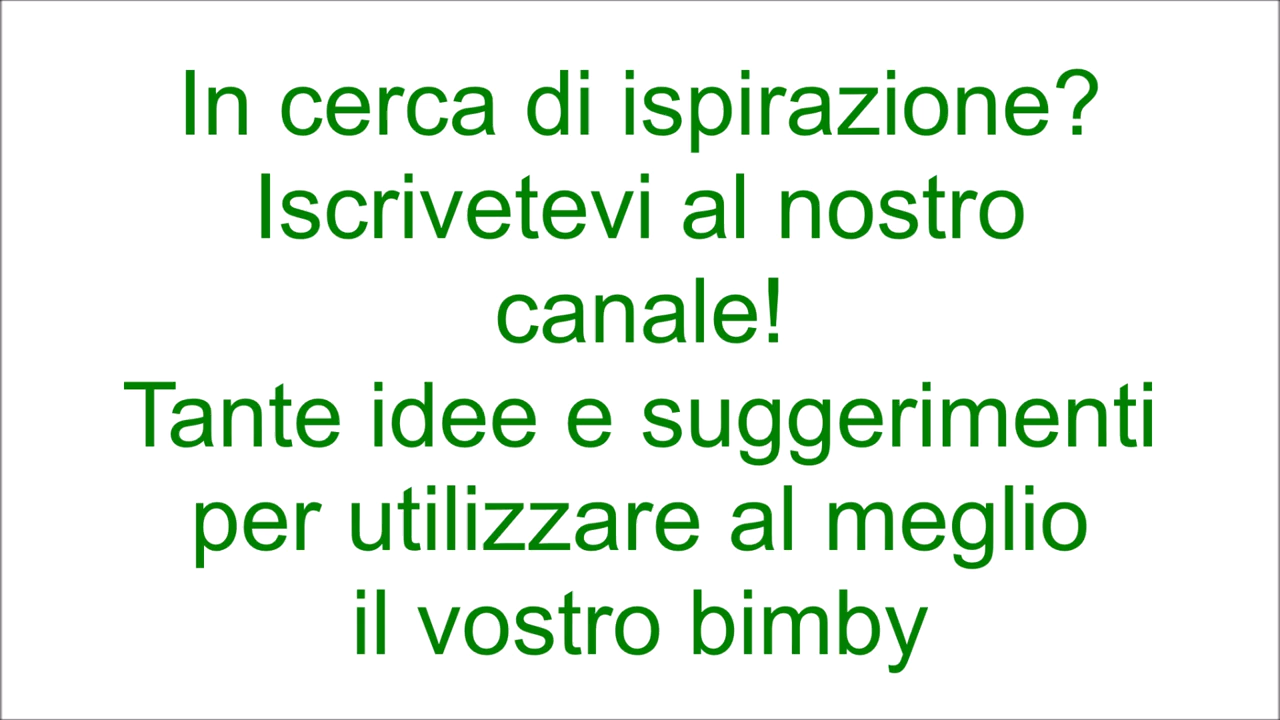 In cerca di ispirazione?
Iscrivetevi al nostro
canale!
Tante idee e suggerimenti
per utilizzare al meglio
il vostro bimby